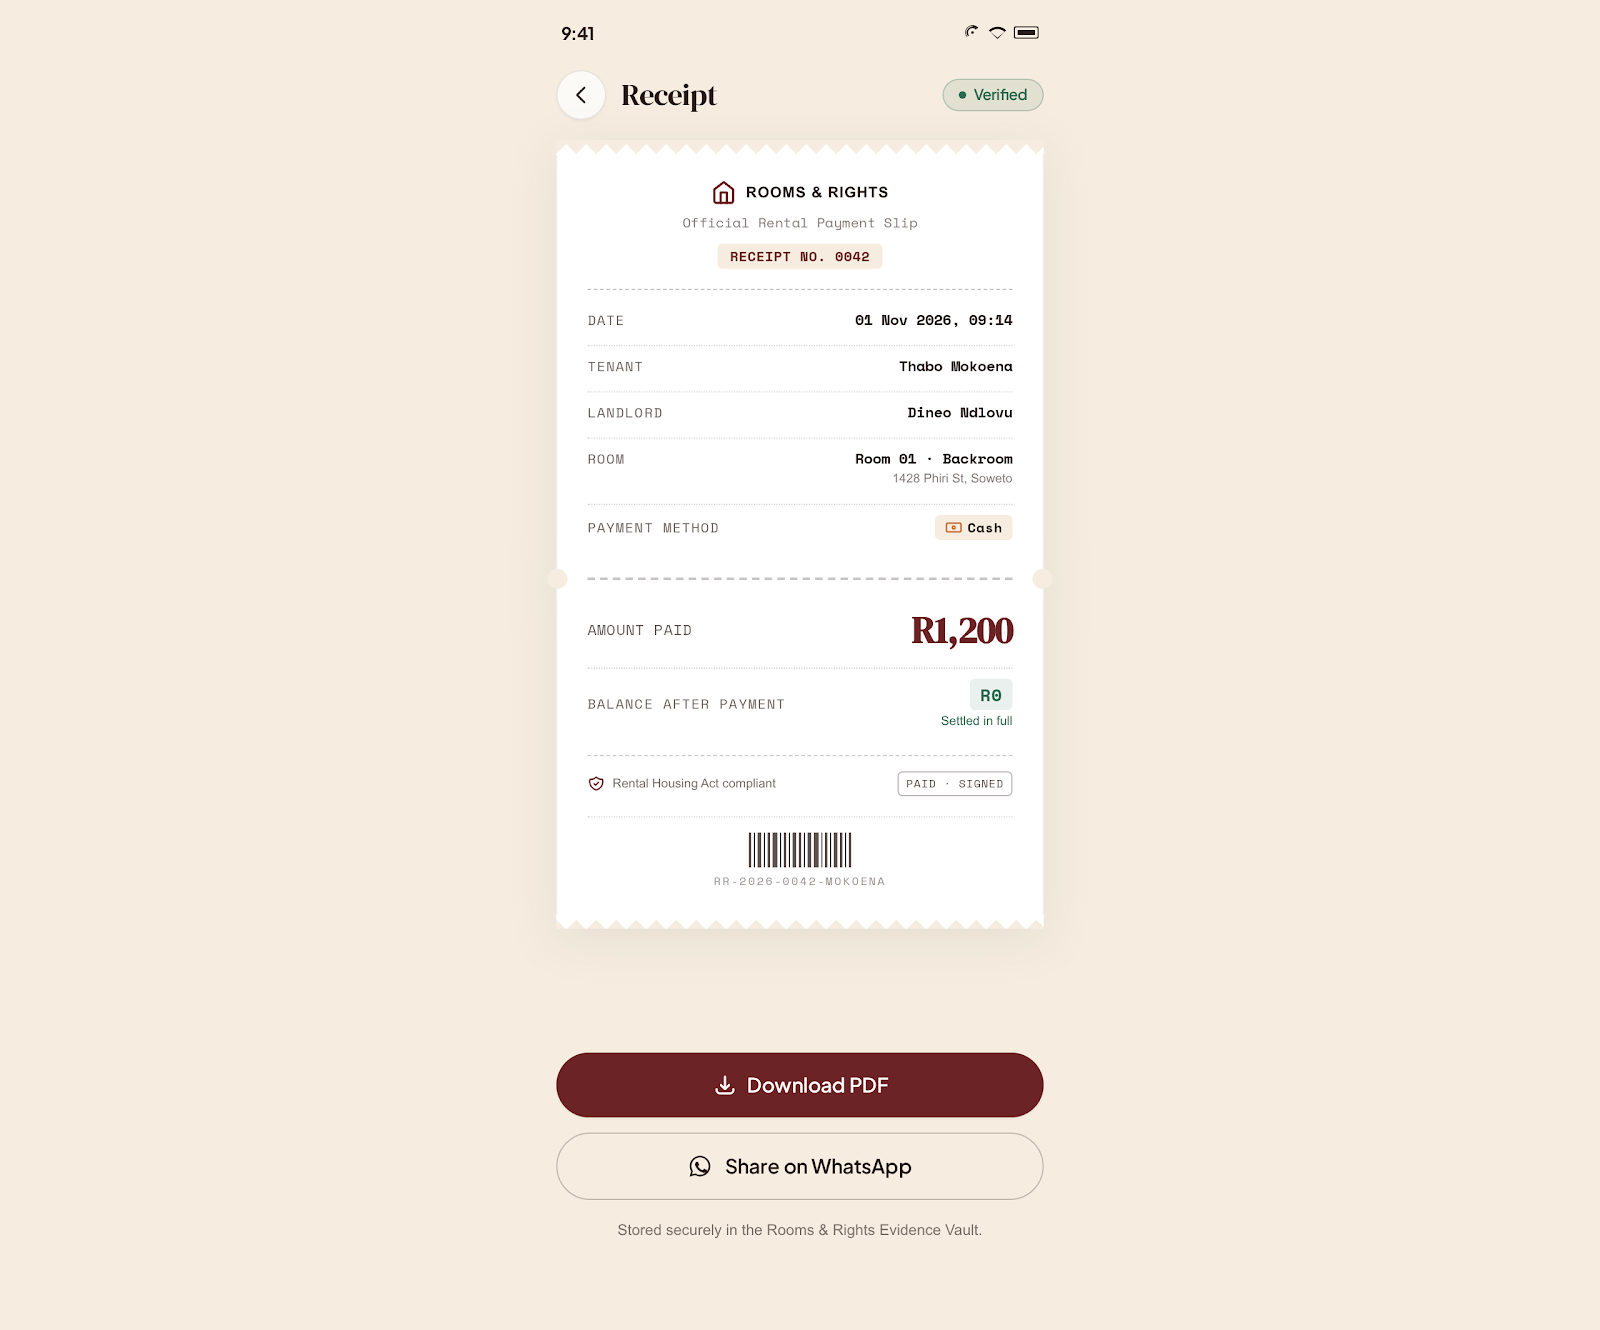 9:41
Receipt
Verified
ROOMS & RIGHTS
Official Rental Payment Slip
RECEIPT NO. 0042
DATE 01 Nov 2026, 09:14
TENANT Thabo Mokoena
LANDLORD Dineo Ndlovu
ROOM Room 01 · Backroom
1428 Phiri St, Soweto
PAYMENT METHOD Cash
AMOUNT PAID R1,200
BALANCE AFTER PAYMENT R0
Settled in full
Rental Housing Act compliant PAID · SIGNED
RR-2026-0042-MOKOENA
Download PDF
Share on WhatsApp
Stored securely in the Rooms & Rights Evidence Vault.